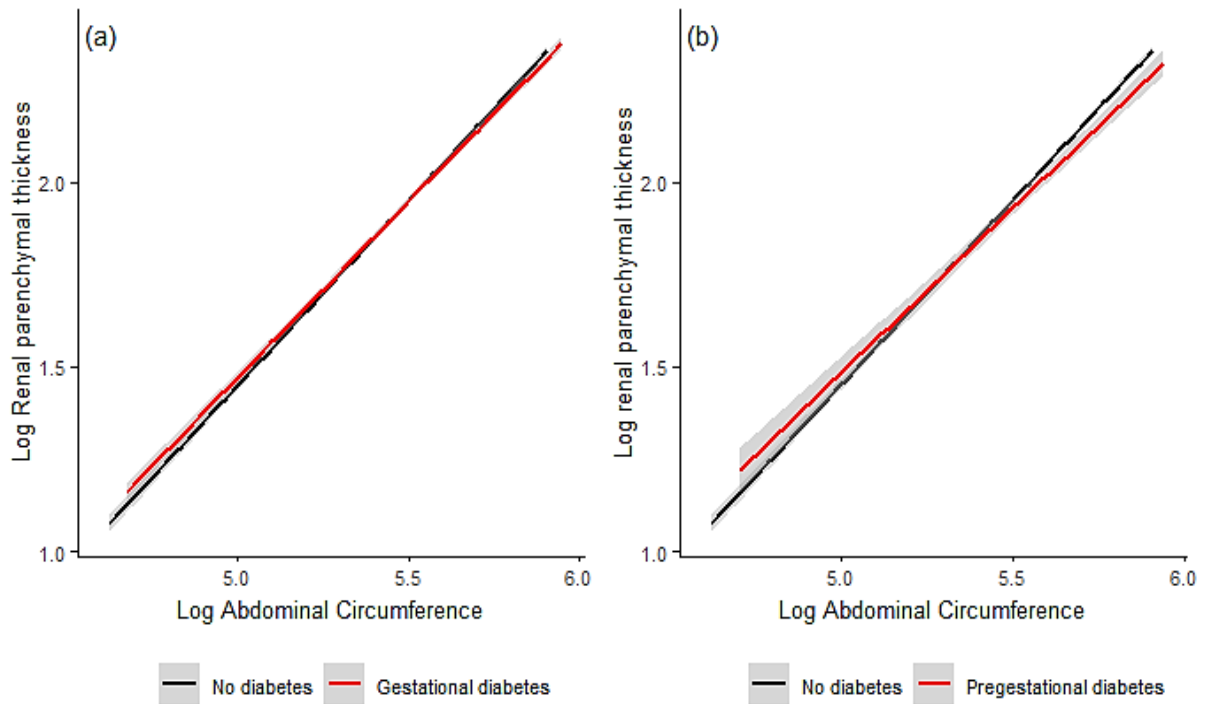 (a)
Log Renal parenchymal thickness
2.0
1.5
1.0
5.0 5.5 6.0
Log Abdominal Circumference
No diabetes Gestational diabetes
(b)
Log renal parenchymal thickness
2.0
1.5
1.0
5.0 5.5 6.0
Log Abdominal Circumference
No diabetes Pregestational diabetes